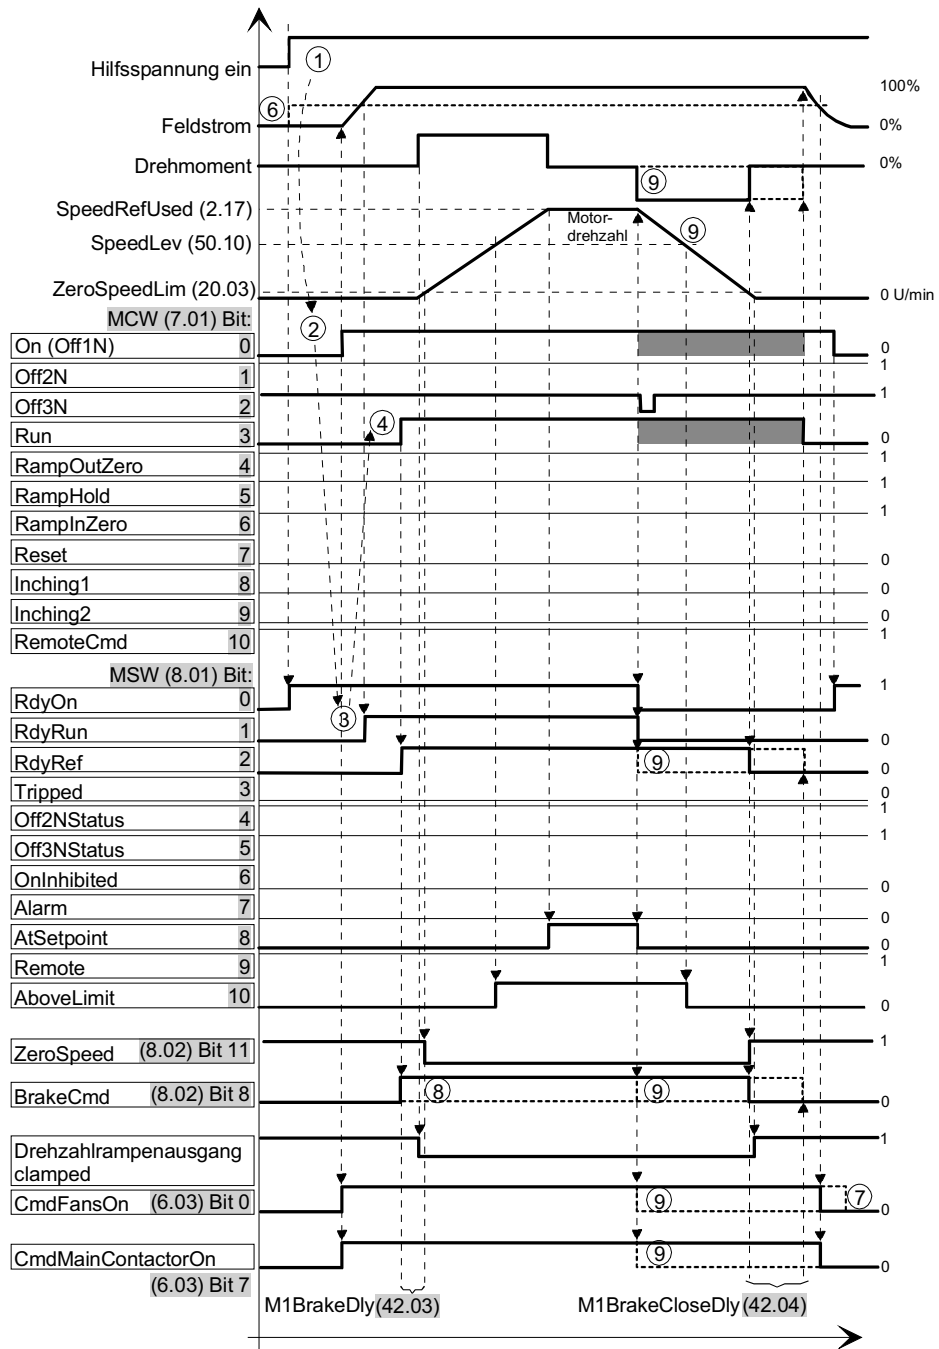 Hilfsspannung ein ①
100%
⑥
Feldstrom 0%
Drehmoment 0%
⑨
SpeedRefUsed (2.17)
Motor-
drehzahl ⑨
SpeedLev (50.10)
ZeroSpeedLim (20.03) 0 U/min
MCW (7.01) Bit: ②
On (Off1N) 0 0
1
Off2N 1 1
Off3N 2
④
Run 3 0
1
RampOutZero 4 1
RampHold 5 1
RampInZero 6
Reset 7 0
Inching1 8 0
Inching2 9 0
RemoteCmd 10 1
MSW (8.01) Bit: 1
RdyOn 0
③
RdyRun 1 0
RdyRef 2 ⑨ 0
Tripped 3 0
1
Off2NStatus 4 1
Off3NStatus 5
OnInhibited 6 0
Alarm 7 0
AtSetpoint 8 0
Remote 9 1
AboveLimit 10 0
ZeroSpeed (8.02) Bit 11 1
BrakeCmd (8.02) Bit 8 ⑧ ⑨ 0
Drehzahlrampenausgang 1
clamped
CmdFansOn (6.03) Bit 0 ⑨ ⑦ 0
CmdMainContactorOn ⑨ 0
(6.03) Bit 7
M1BrakeDly (42.03) M1BrakeCloseDly (42.04)